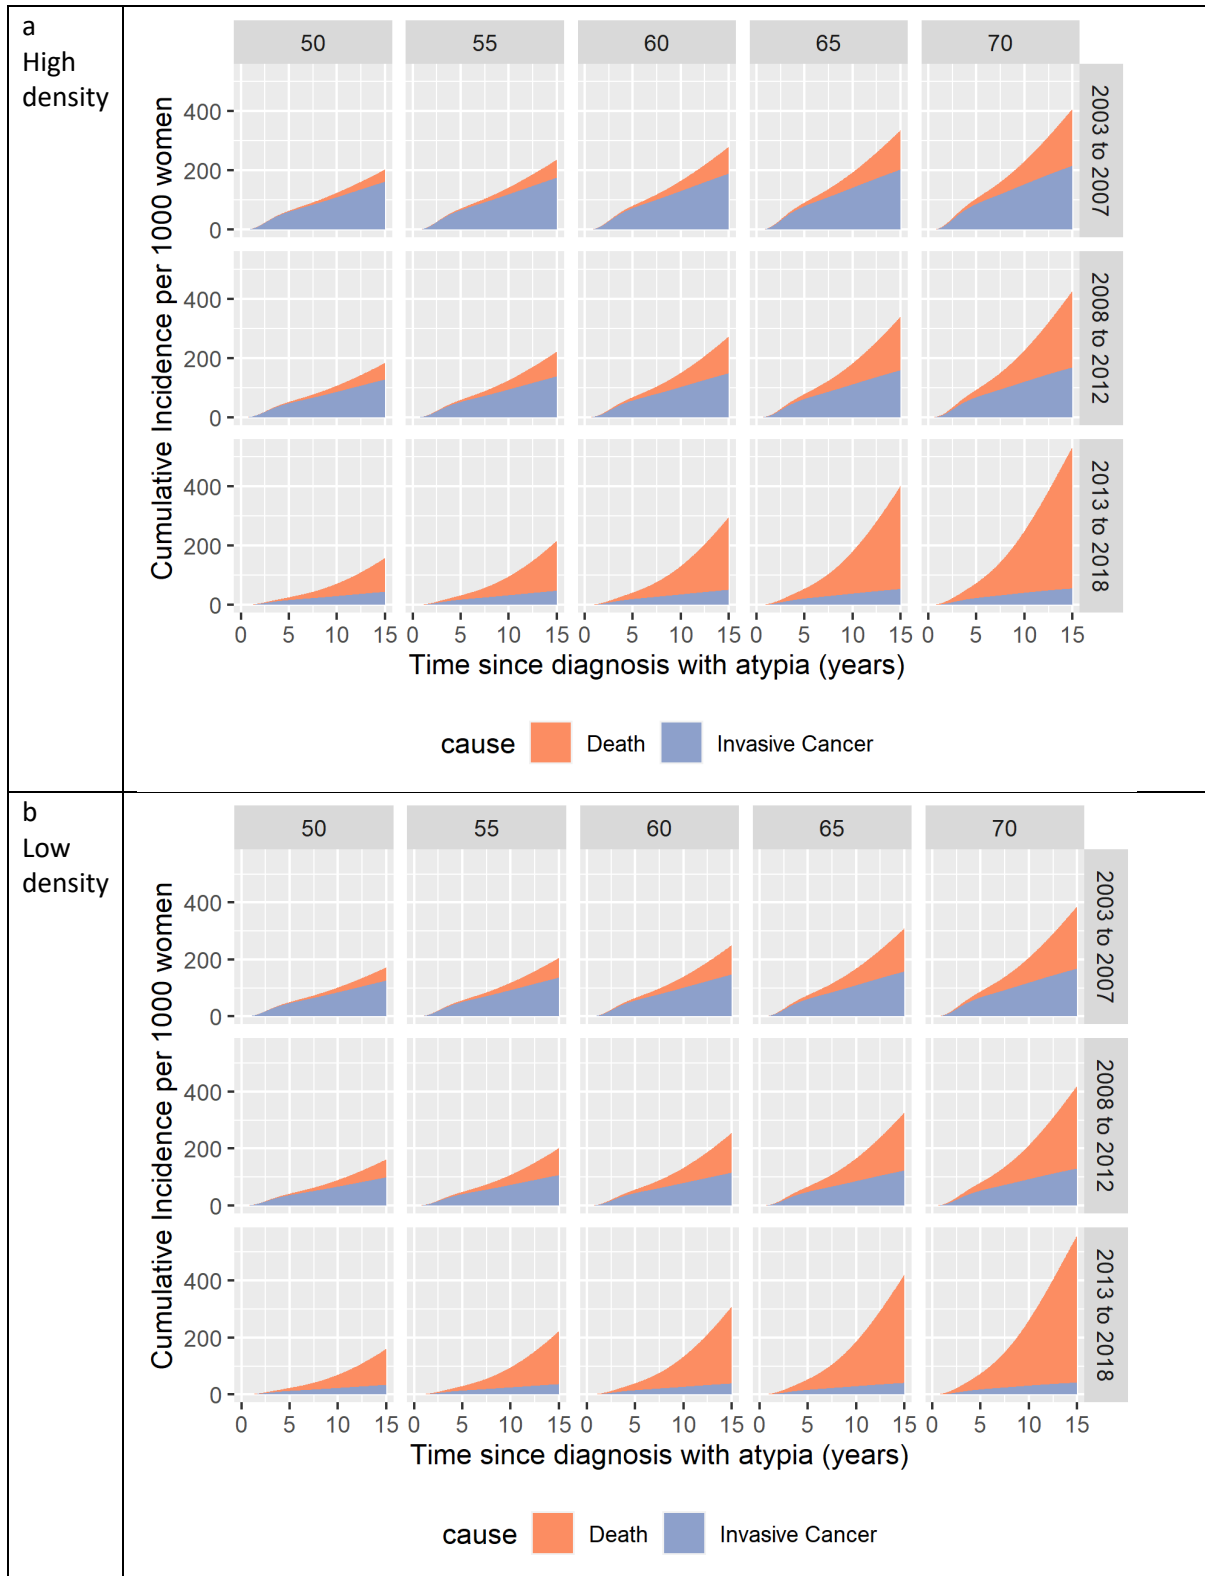 a
High
density
50 55 60 65 70
Cumulative Incidence per 1000 women
400
200
0
2003 to 2007
400
200
0
2008 to 2012
400
200
0
2013 to 2018
0 5 10 15 0 5 10 15 0 5 10 15 0 5 10 15 0 5 10 15
Time since diagnosis with atypia (years)
cause Death Invasive Cancer
b
Low
density
50 55 60 65 70
Cumulative Incidence per 1000 women
400
200
0
2003 to 2007
400
200
0
2008 to 2012
400
200
0
2013 to 2018
0 5 10 15 0 5 10 15 0 5 10 15 0 5 10 15 0 5 10 15
Time since diagnosis with atypia (years)
cause Death Invasive Cancer